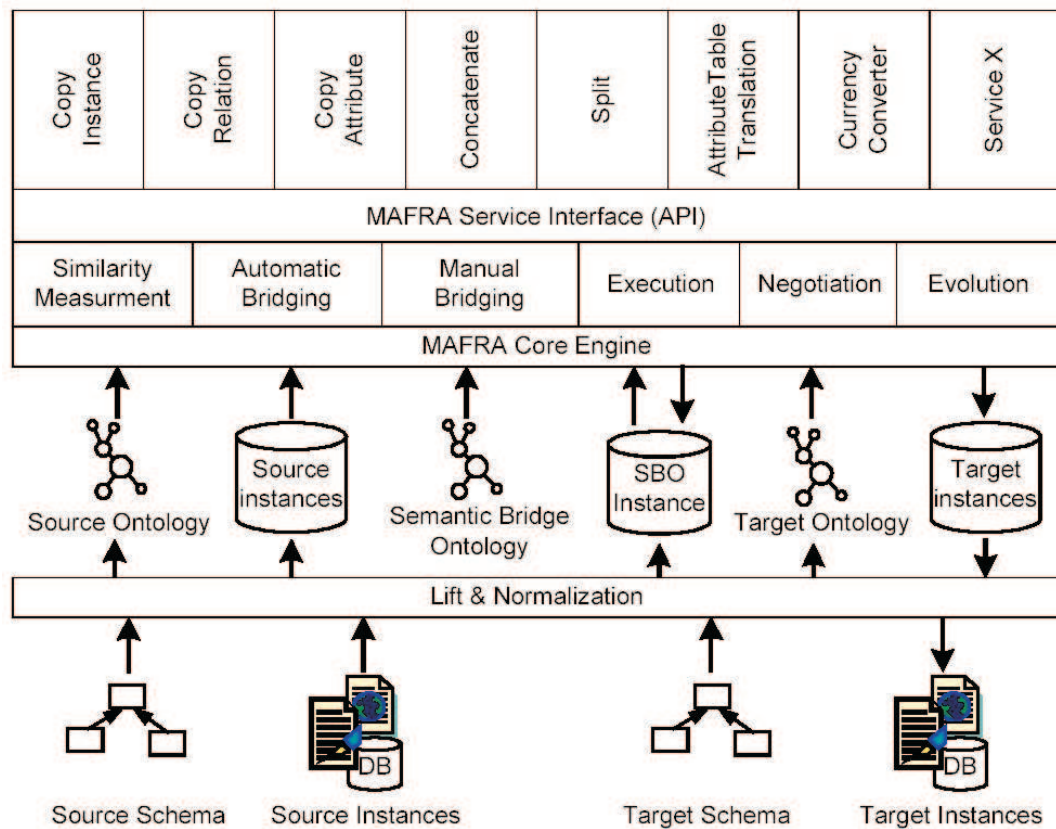 Copy
Instance
Copy
Relation
Copy
Attribute
Concatenate
Split
AttributeTable
Translation
Currency
Converter
Service X
MAFRA Service Interface (API)
Similarity
Measurment
Automatic
Bridging
Manual
Bridging
Execution
Negotiation
Evolution
MAFRA Core Engine
Source Ontology
Source
instances
Semantic Bridge
Ontology
SBO
Instance
Target Ontology
Target
instances
Lift & Normalization
Source Schema
DB
Source Instances
Target Schema
DB
Target Instances